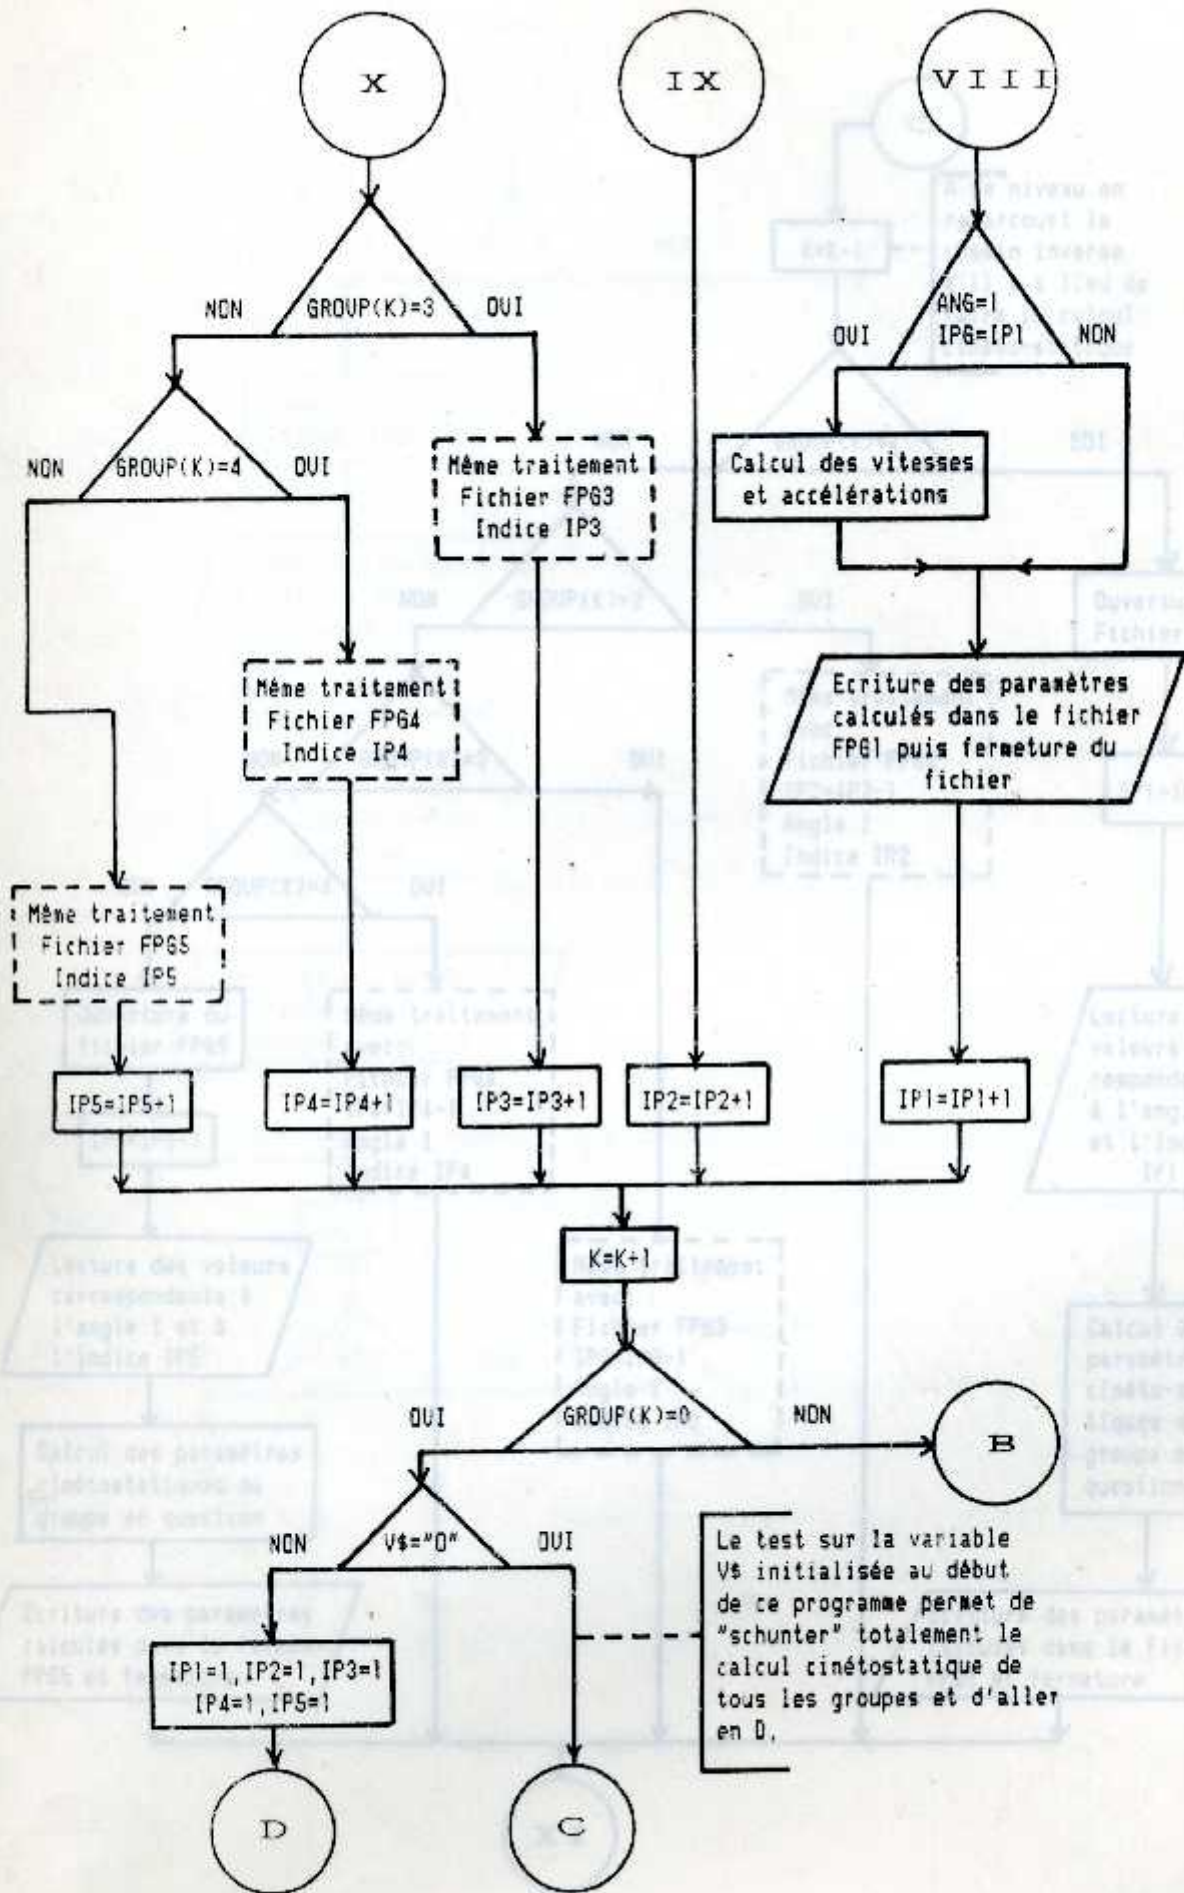 X
IX
VIII
NON
GROUP(K)=3
OUI
ANG=1
IPG=IP1
OUI
NON
NON
GROUP(K)=4
OUI
Même traitement
Fichier FPG3
Indice IP3
Calcul des vitesses
et accélérations
Même traitement
Fichier FPG4
Indice IP4
Ecriture des paramètres
calculés dans le fichier
FPG1 puis fermeture du
fichier
Même traitement
Fichier FPG5
Indice IP5
IP5=IP5+1
IP4=IP4+1
IP3=IP3+1
IP2=IP2+1
IP1=IP1+1
K=K+1
OUI
GROUP(K)=0
NON
B
NON
V$="O"
OUI
Le test sur la variable
V$ initialisée au début
de ce programme permet de
"schunter" totalement le
calcul cinétostatique de
tous les groupes et d'aller
en D.
IP1=1,IP2=1,IP3=1
IP4=1,IP5=1
D
C